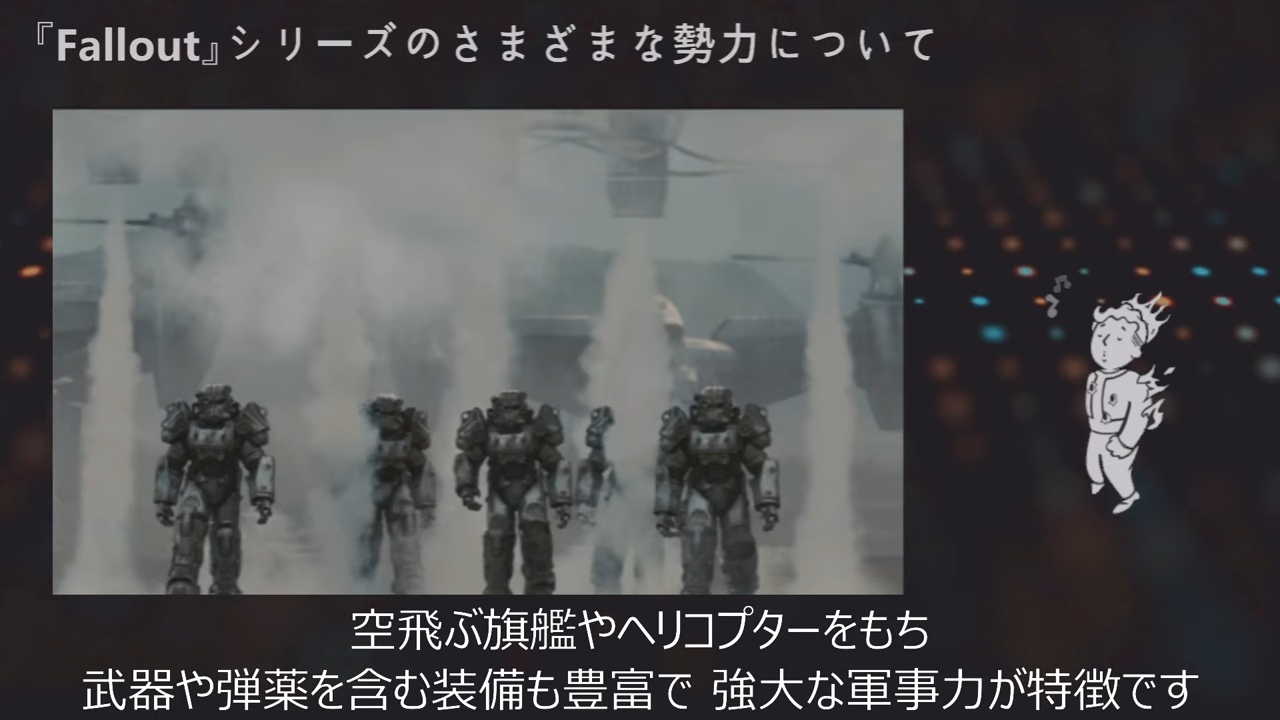 『Fallout』シリーズのさまざまな勢力について
空飛ぶ旗艦やヘリコプターをもち
武器や弾薬を含む装備も豊富で 強大な軍事力が特徴です